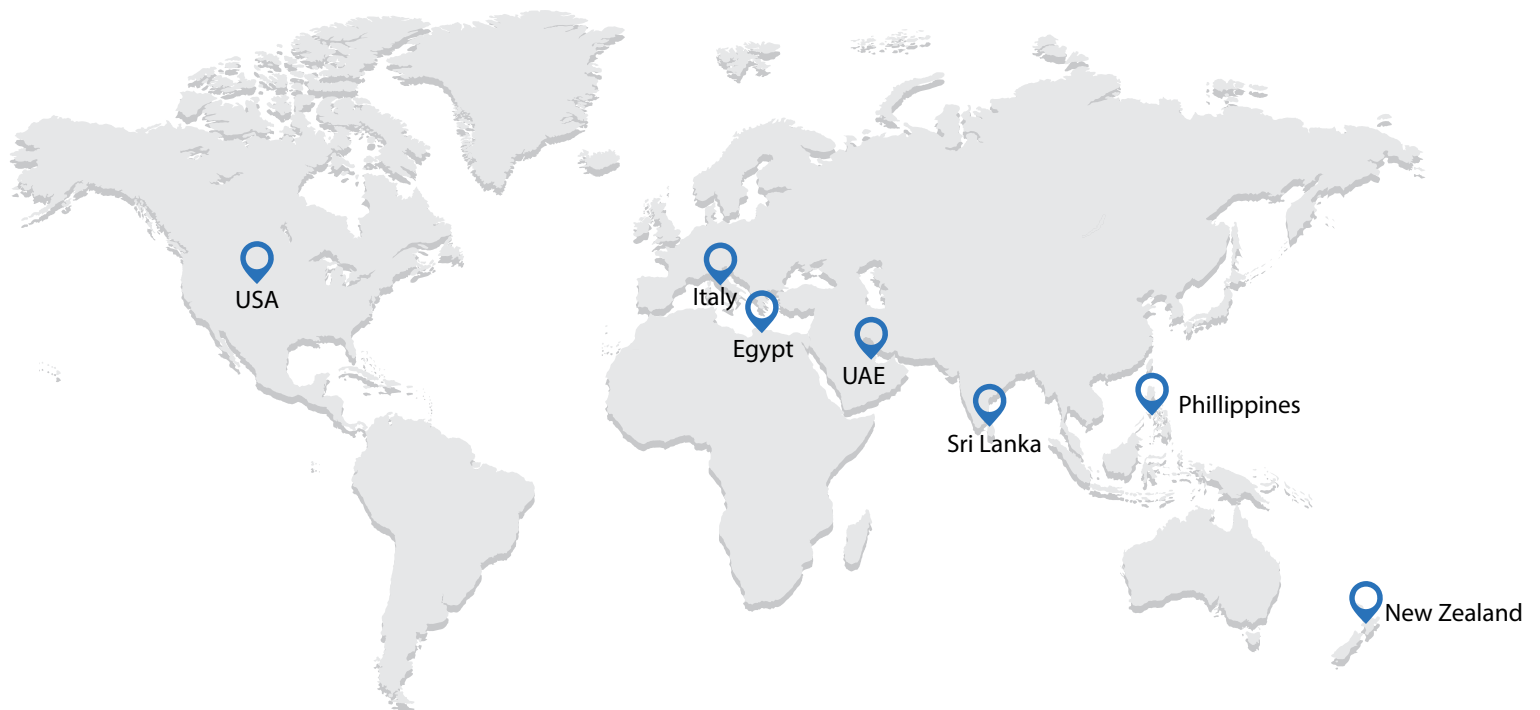 USA
Italy
Egypt
UAE
Phillippines
Sri Lanka
New Zealand